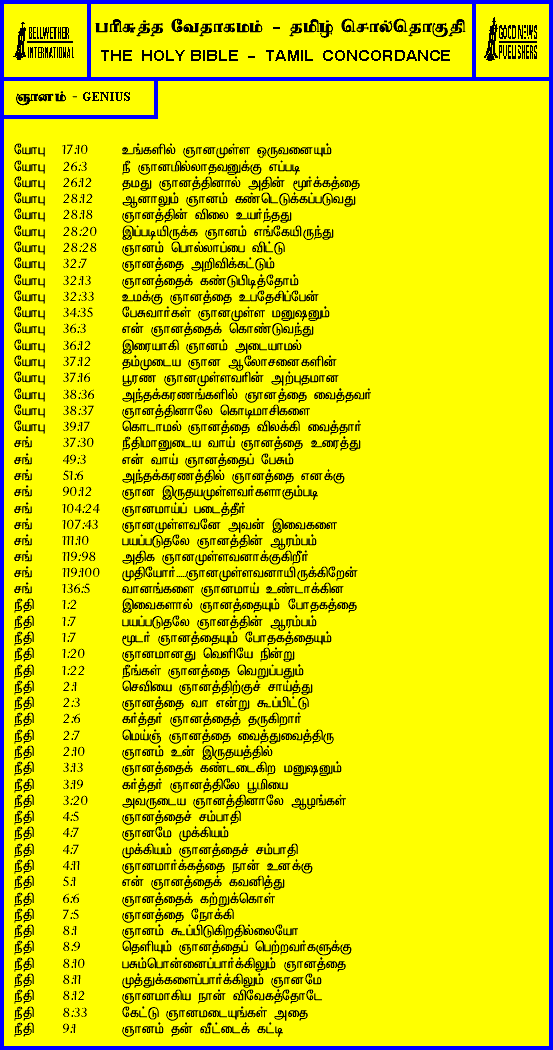 BELLWETHER
INTERNATIONAL
பரிசுத்த வேதாகமம் - தமிழ் சொல்தொகுதி
THE HOLY BIBLE - TAMIL CONCORDANCE
GOOD NEWS
PUBLISHERS
ஞானம் - GENIUS
யோபு 17:10 உங்களில் ஞானமுள்ள ஒருவனையும்
யோபு 26:3 நீ ஞானமில்லாதவனுக்கு எப்படி
யோபு 26:12 தமது ஞானத்தினால் அதின் மூர்க்கத்தை
யோபு 28:12 ஆனாலும் ஞானம் கண்டெடுக்கப்படுவது
யோபு 28:18 ஞானத்தின் விலை உயர்ந்தது
யோபு 28:20 இப்படியிருக்க ஞானம் எங்கேயிருந்து
யோபு 28:28 ஞானம் பொல்லாப்பை விட்டு
யோபு 32:7 ஞானத்தை அறிவிக்கட்டும்
யோபு 32:13 ஞானத்தைக் கண்டுபிடித்தோம்
யோபு 32:33 உமக்கு ஞானத்தை உபதேசிப்பேன்
யோபு 34:35 பேசுவார்கள் ஞானமுள்ள மனுஷனும்
யோபு 36:3 என் ஞானத்தைக் கொண்டுவந்து
யோபு 36:12 இரையாகி ஞானம் அடையாமல்
யோபு 37:12 தம்முடைய ஞான ஆலோசனைகளின்
யோபு 37:16 பூரண ஞானமுள்ளவரின் அற்புதமான
யோபு 38:36 அந்தக்கரணங்களில் ஞானத்தை வைத்தவர்
யோபு 38:37 ஞானத்தினாலே கொடிமாசிகளை
யோபு 39:17 கொடாமல் ஞானத்தை விலக்கி வைத்தார்
சங் 37:30 நீதிமானுடைய வாய் ஞானத்தை உரைத்து
சங் 49:3 என் வாய் ஞானத்தைப் பேசும்
சங் 51:6 அந்தக்கரணத்தில் ஞானத்தை எனக்கு
சங் 90:12 ஞான இருதயமுள்ளவர்களாகும்படி
சங் 104:24 ஞானமாய்ப் படைத்தீர்
சங் 107:43 ஞானமுள்ளவனே அவன் இவைகளை
சங் 111:10 பயப்படுதலே ஞானத்தின் ஆரம்பம்
சங் 119:98 அதிக ஞானமுள்ளவனாக்குகிறீர்
சங் 119:100 முதியோர்.....ஞானமுள்ளவனாயிருக்கிறேன்
சங் 136:5 வானங்களை ஞானமாய் உண்டாக்கின
நீதி 1:2 இவைகளால் ஞானத்தையும் போதகத்தை
நீதி 1:7 பயப்படுதலே ஞானத்தின் ஆரம்பம்
நீதி 1:7 மூடர் ஞானத்தையும் போதகத்தையும்
நீதி 1:20 ஞானமானது வெளியே நின்று
நீதி 1:22 நீங்கள் ஞானத்தை வெறுப்பதும்
நீதி 2:1 செவியை ஞானத்திற்குச் சாய்த்து
நீதி 2:3 ஞானத்தை வா என்று கூப்பிட்டு
நீதி 2:6 கர்த்தர் ஞானத்தைத் தருகிறார்
நீதி 2:7 மெய்ஞ் ஞானத்தை வைத்துவைத்திரு
நீதி 2:10 ஞானம் உன் இருதயத்தில்
நீதி 3:13 ஞானத்தைக் கண்டடைகிற மனுஷனும்
நீதி 3:19 கர்த்தர் ஞானத்திலே பூமியை
நீதி 3:20 அவருடைய ஞானத்தினாலே ஆழங்கள்
நீதி 4:5 ஞானத்தைச் சம்பாதி
நீதி 4:7 ஞானமே முக்கியம்
நீதி 4:7 முக்கியம் ஞானத்தைச் சம்பாதி
நீதி 4:11 ஞானமார்க்கத்தை நான் உனக்கு
நீதி 5:1 என் ஞானத்தைக் கவனித்து
நீதி 6:6 ஞானத்தைக் கற்றுக்கொள்
நீதி 7:5 ஞானத்தை நோக்கி
நீதி 8:1 ஞானம் கூப்பிடுகிறதில்லையோ
நீதி 8:9 தெளியும் ஞானத்தைப் பெற்றவர்களுக்கு
நீதி 8:10 பசும்பொன்னைப்பார்க்கிலும் ஞானத்தை
நீதி 8:11 முத்துக்களைப்பார்க்கிலும் ஞானமே
நீதி 8:12 ஞானமாகிய நான் விவேகத்தோடே
நீதி 8:33 கேட்டு ஞானமடையுங்கள் அதை
நீதி 9:1 ஞானம் தன் வீட்டைக் கட்டி